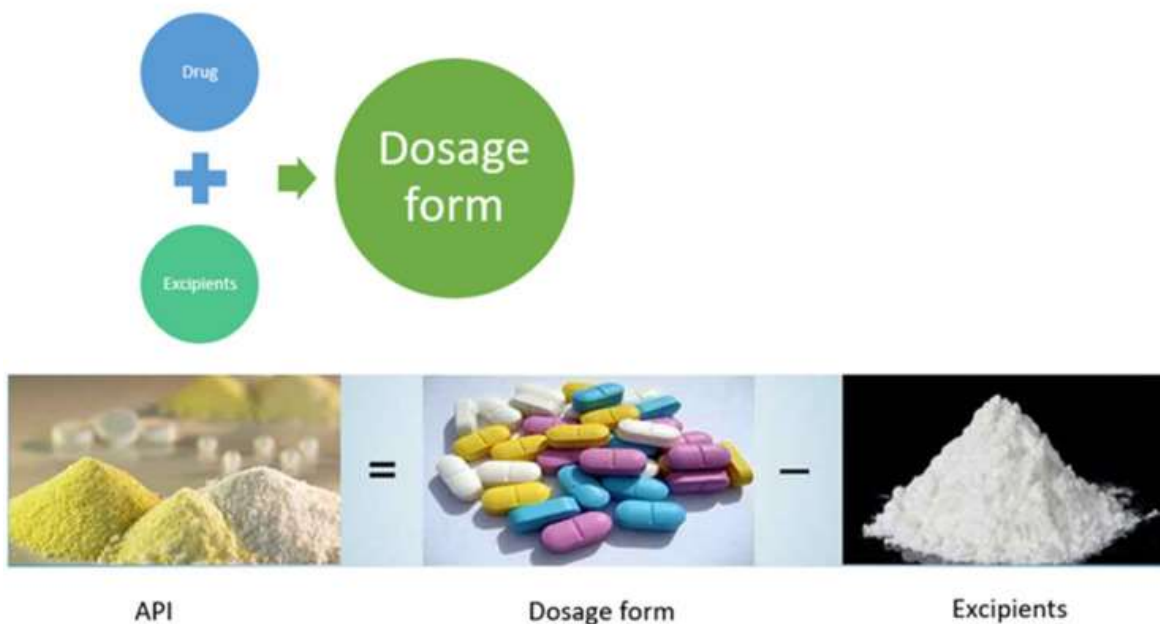 Drug
Dosage
form
Excipients
=
–
API
Dosage form
Excipients